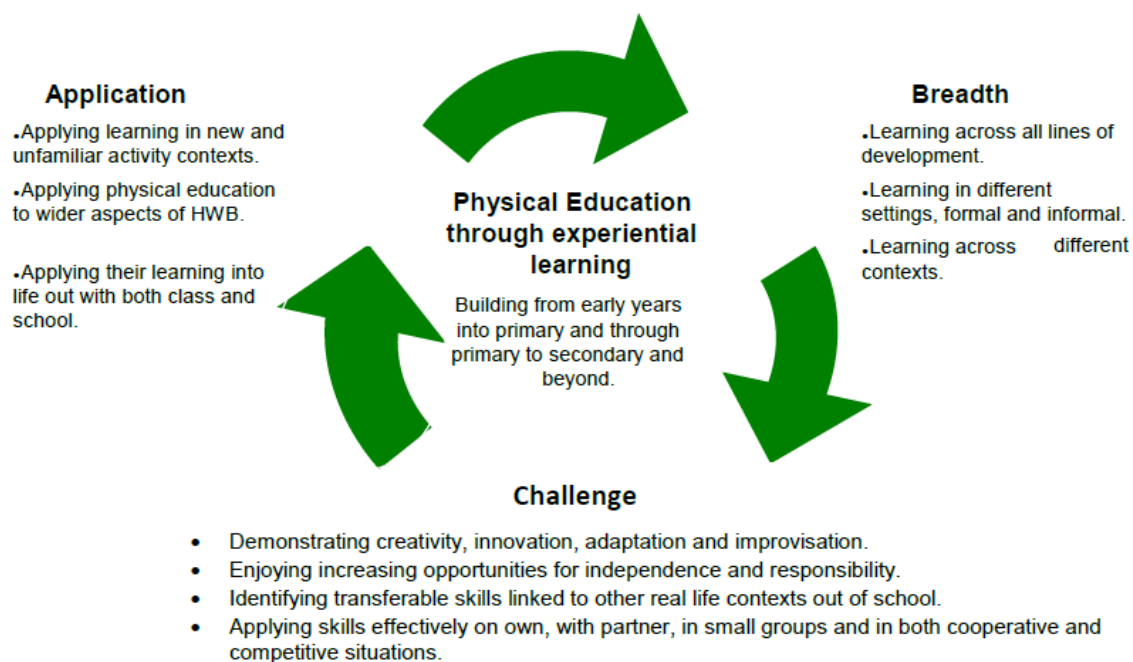 Application
.Applying learning in new and
unfamiliar activity contexts.
.Applying physical education
to wider aspects of HWB.
.Applying their learning into
life out with both class and
school.
Breadth
.Learning across all lines of
development.
.Learning in different
settings, formal and informal.
.Learning across different
contexts.
Physical Education
through experiential
learning
Building from early years
into primary and through
primary to secondary and
beyond.
Challenge
• Demonstrating creativity, innovation, adaptation and improvisation.
• Enjoying increasing opportunities for independence and responsibility.
• Identifying transferable skills linked to other real life contexts out of school.
• Applying skills effectively on own, with partner, in small groups and in both cooperative and
competitive situations.